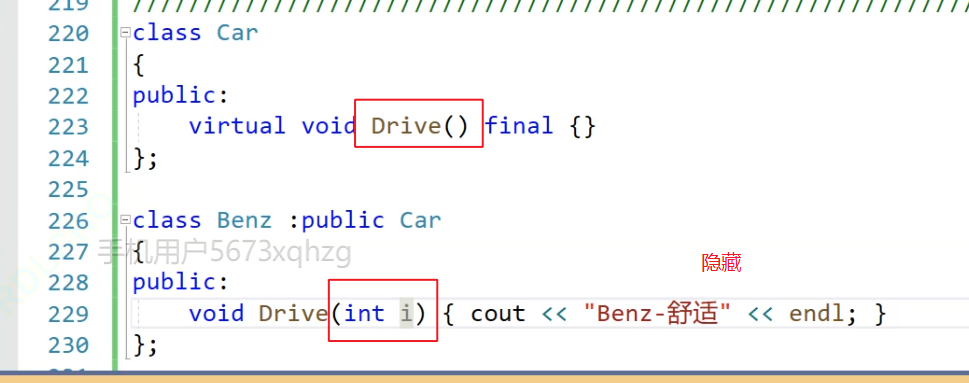 219 ////////////////////////////////////////////////////////////
220 class Car
221 {
222 public:
223 virtual void Drive() final {}
224 };
225
226 class Benz :public Car
227 {
手机用户5673xqhzg
隐藏
228 public:
229 void Drive(int i) { cout << "Benz-舒适" << endl; }
230 };